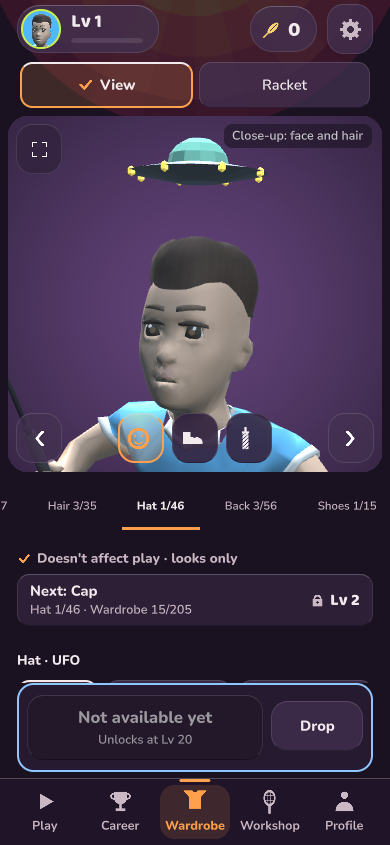 Lv 1
0
View
Racket
Close-up: face and hair
7
Hair 3/35
Hat 1/46
Back 3/56
Shoes 1/15
Doesn't affect play · looks only
Next: Cap
Hat 1/46 · Wardrobe 15/205
Lv 2
Hat · UFO
Not available yet
Unlocks at Lv 20
Drop
Play
Career
Wardrobe
Workshop
Profile